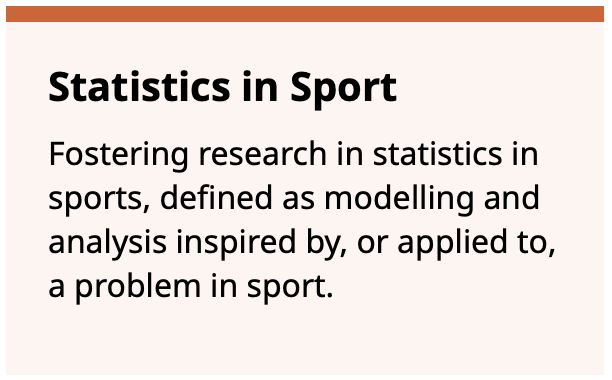 Statistics in Sport
Fostering research in statistics in
sports, defined as modelling and
analysis inspired by, or applied to,
a problem in sport.